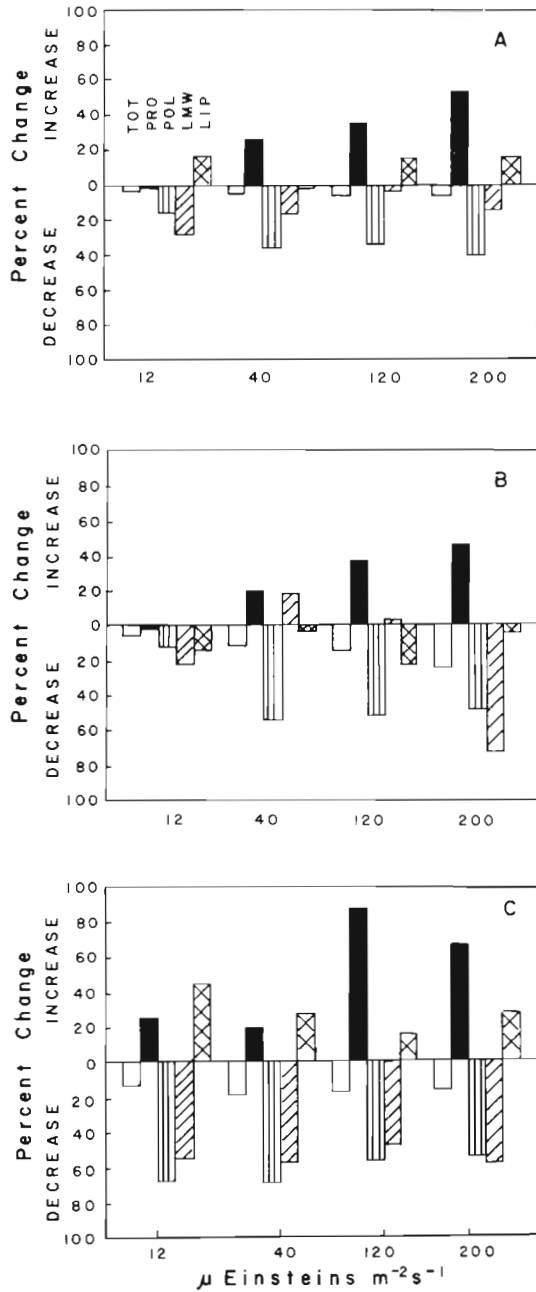 A
Percent Change
DECREASE INCREASE
100
80
60
40
20
0
20
40
60
80
100
TOT
PRO
POL
LMW
LIP
12 40 120 200
B
Percent Change
DECREASE INCREASE
100
80
60
40
20
0
20
40
60
80
100
12 40 120 200
C
Percent Change
DECREASE INCREASE
100
80
60
40
20
0
20
40
60
80
100
12 40 120 200
μ Einsteins m⁻²s⁻¹